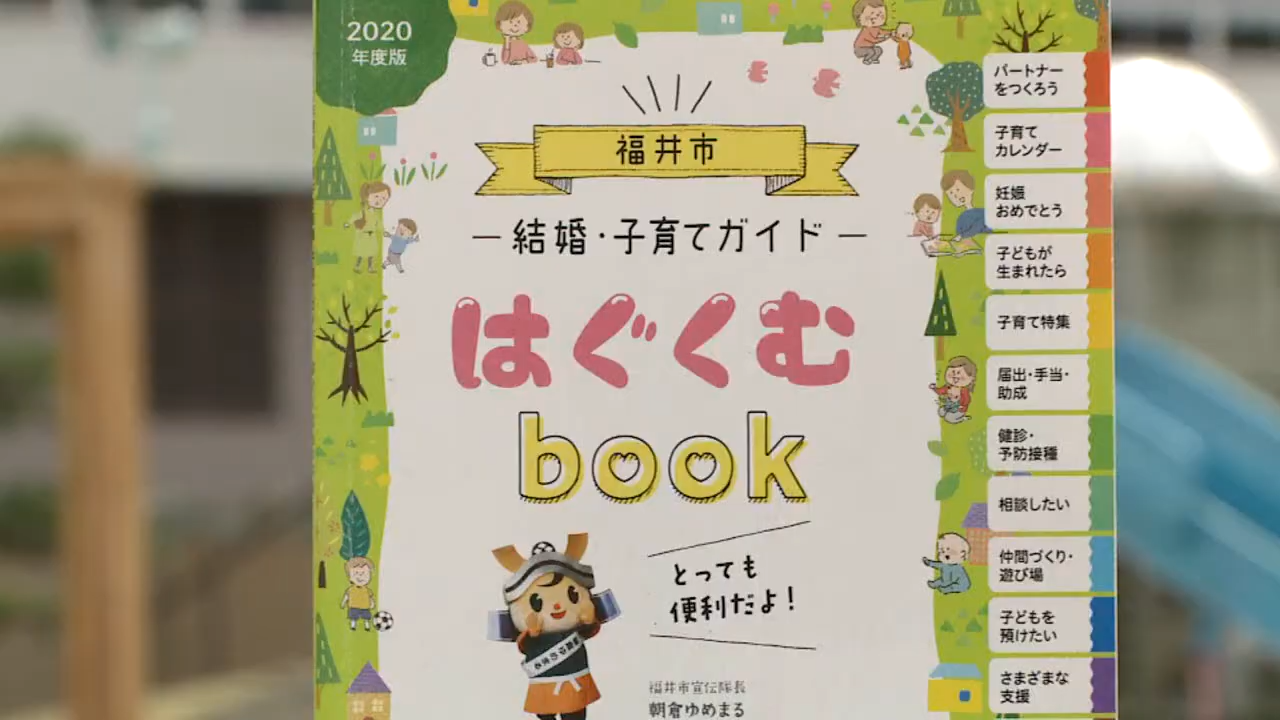 2020
年度版
福井市
結婚・子育てガイド
はぐくむ
book
とっても
便利だよ！
福井市宣伝隊長
朝倉ゆめまる
パートナー
をつくろう
子育て
カレンダー
妊娠
おめでとう
子どもが
生まれたら
子育て特集
届出・手当・
助成
健診・
予防接種
相談したい
仲間づくり・
遊び場
子どもを
預けたい
さまざまな
支援